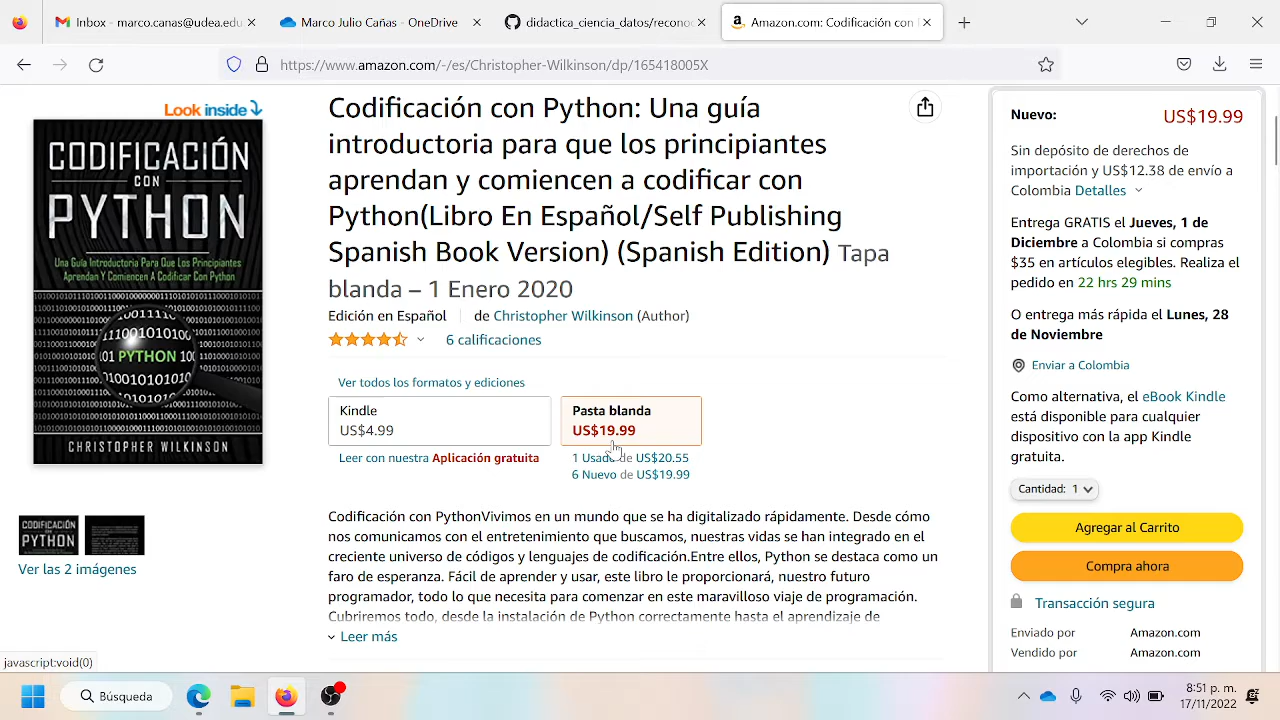 marco.canas@udea.edu
Marco Julio Cañas - OneDrive
didactica_ciencia_datos/reconoc
Amazon.com: Codificación con
https://www.amazon.com/-/es/Christopher-Wilkinson/dp/165418005X
Look inside
CODIFICACIÓN
CON
PYTHON
Una Guía Introductoria Para Que Los Principiantes
Aprendan Y Comiencen A Codificar Con Python
PYTHON
CHRISTOPHER WILKINSON
CODIFICACIÓN
PYTHON
Ver las 2 imágenes
Codificación con Python: Una guía
introductoria para que los principiantes
aprendan y comiencen a codificar con
Python(Libro En Español/Self Publishing
Spanish Book Version) (Spanish Edition) Tapa
blanda – 1 Enero 2020
Edición en Español
de Christopher Wilkinson (Author)
6 calificaciones
Ver todos los formatos y ediciones
Kindle
US$4.99
Leer con nuestra Aplicación gratuita
Pasta blanda
US$19.99
1 Usado de US$20.55
6 Nuevo de US$19.99
Codificación con PythonVivimos en un mundo que se ha digitalizado rápidamente. Desde cómo
nos comunicamos con el entretenimiento que buscamos, nuestras vidas se han integrado en el
creciente universo de códigos y lenguajes de codificación.Entre ellos, Python se destaca como un
faro de esperanza. Fácil de aprender y usar, este libro le proporcionará, nuestro futuro
programador, todo lo que necesita para comenzar en este maravilloso viaje de programación.
Cubriremos todo, desde la instalación de Python correctamente hasta el aprendizaje de
Leer más
Nuevo: US$19.99
Sin depósito de derechos de
importación y US$12.38 de envío a
Colombia Detalles
Entrega GRATIS el Jueves, 1 de
Diciembre a Colombia si compras
$35 en artículos elegibles. Realiza el
pedido en 22 hrs 29 mins
O entrega más rápida el Lunes, 28
de Noviembre
Enviar a Colombia
Como alternativa, el eBook Kindle
está disponible para cualquier
dispositivo con la app Kindle
gratuita.
Cantidad: 1
Agregar al Carrito
Compra ahora
Transacción segura
Enviado por Amazon.com
Vendido por Amazon.com
javascript:void(0)
Búsqueda
8:51 p. m.
17/11/2022